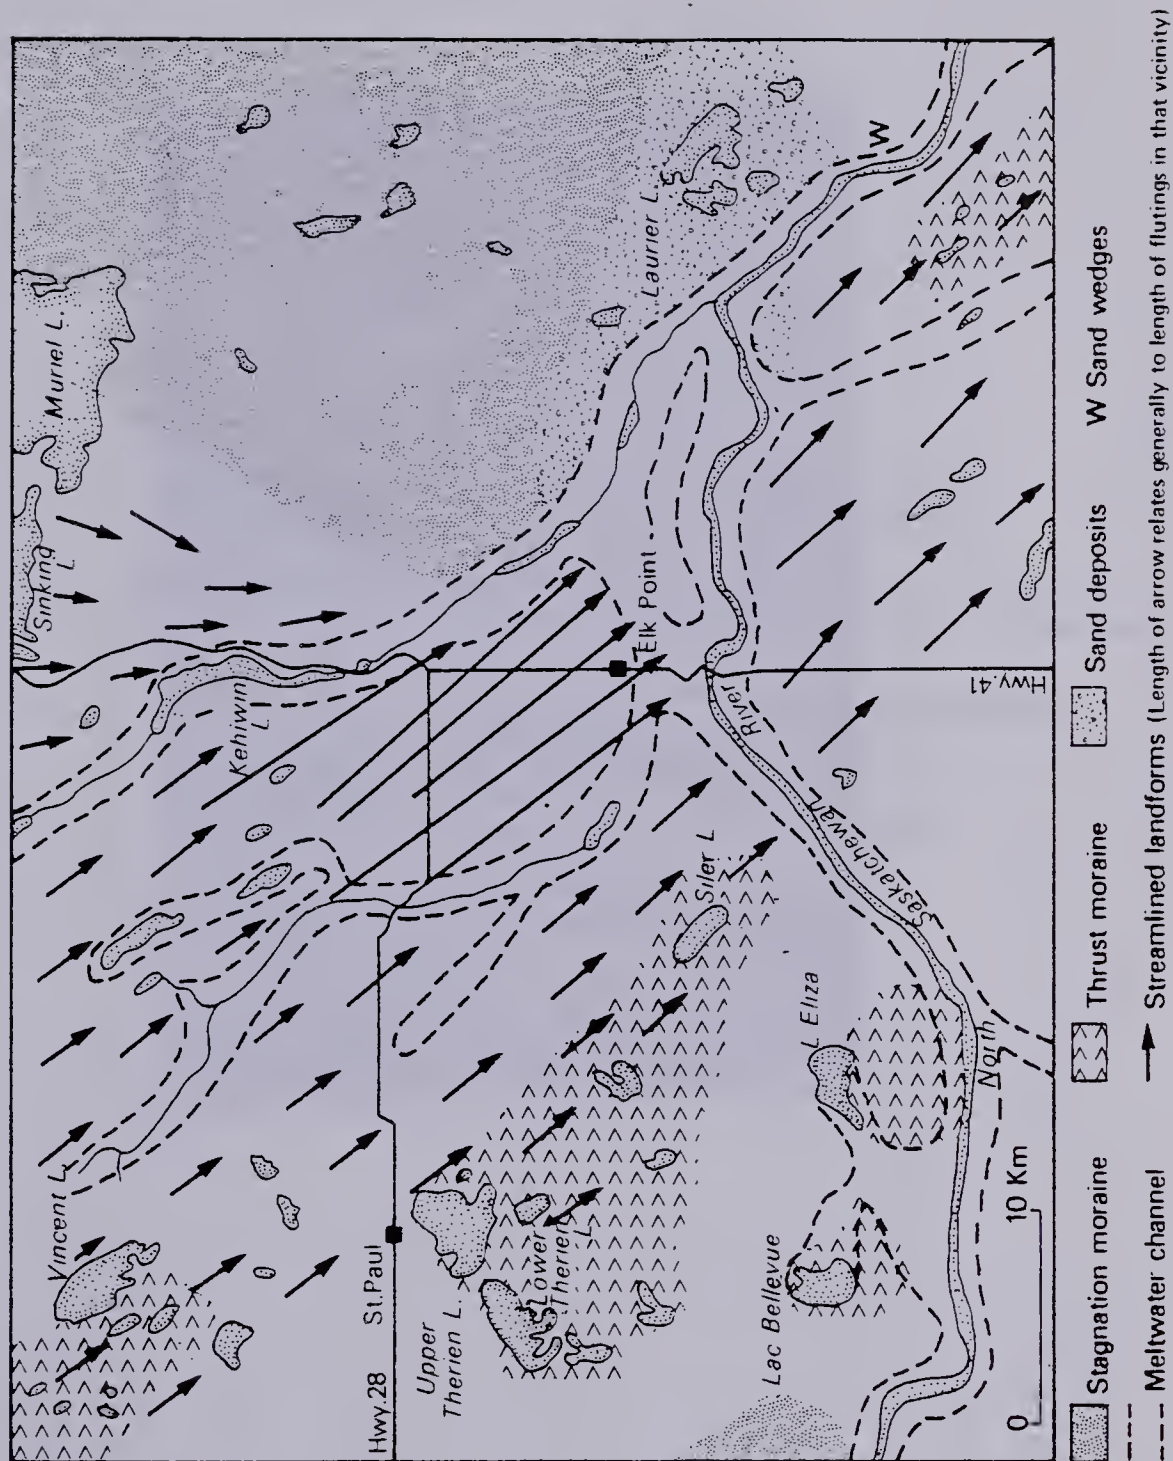 Muriel L.
Sinking
L
Vincent L.
Kehiwin
L
Laurier L.
Elk Point
St.Paul
Hwy.28
Upper
Therien L.
Lower
Therien
L
Siler L
L Eliza
Lac Bellevue
North
Saskatchewan
River
Hwy.41
W
0
10 Km
Stagnation moraine
Thrust moraine
Sand deposits
W Sand wedges
Meltwater channel
Streamlined landforms (Length of arrow relates generally to length of flutings in that vicinity)